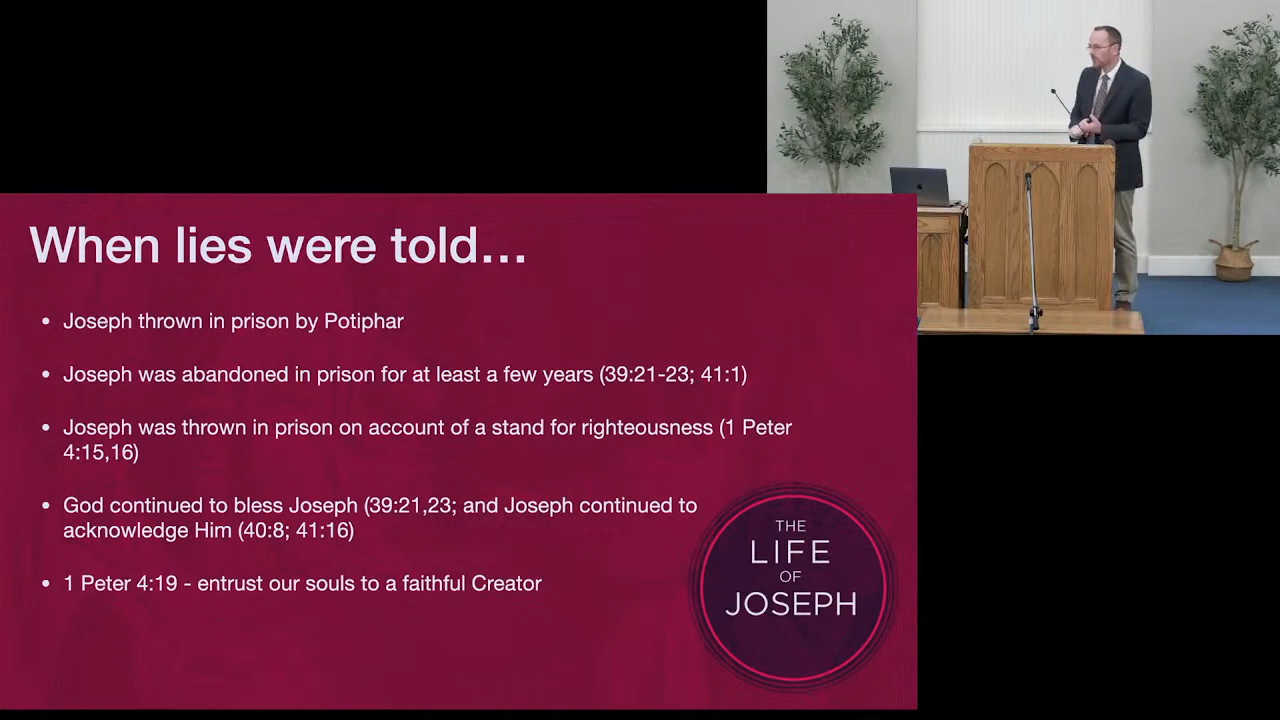 When lies were told...
• Joseph thrown in prison by Potiphar
• Joseph was abandoned in prison for at least a few years (39:21-23; 41:1)
• Joseph was thrown in prison on account of a stand for righteousness (1 Peter
4:15,16)
• God continued to bless Joseph (39:21,23; and Joseph continued to
acknowledge Him (40:8; 41:16)
• 1 Peter 4:19 - entrust our souls to a faithful Creator
THE
LIFE
OF
JOSEPH